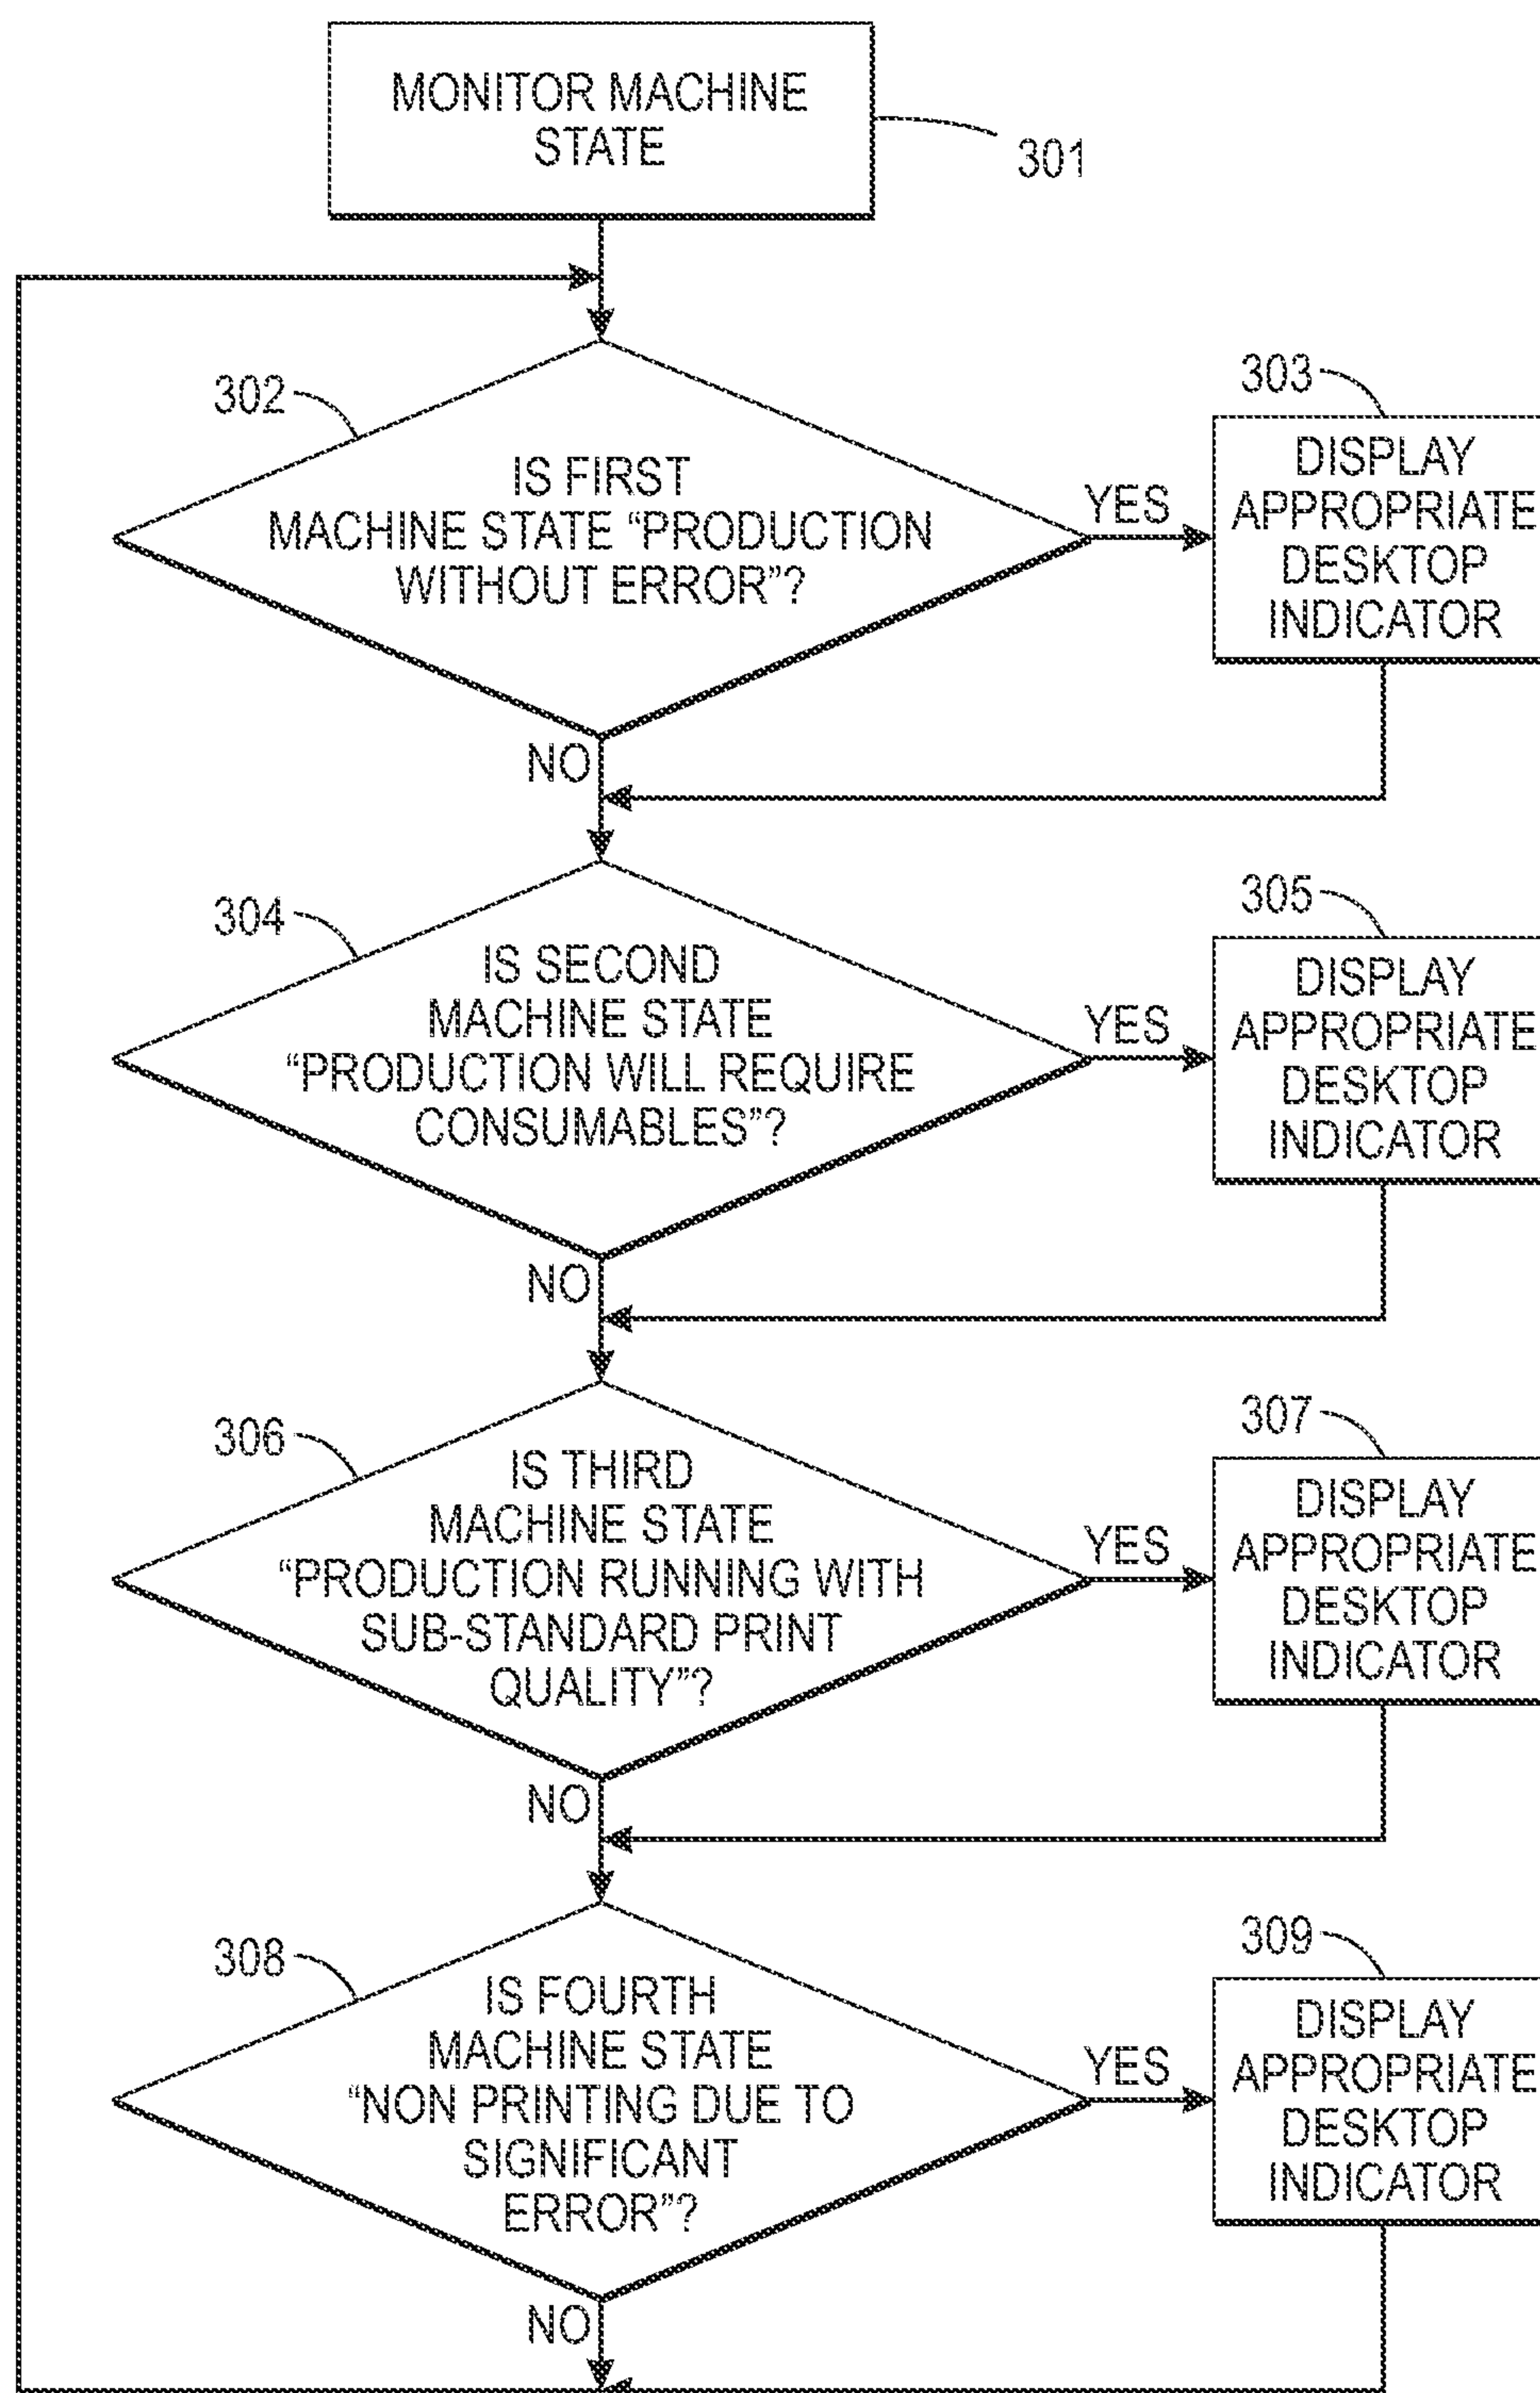 MONITOR MACHINE
STATE
301
302
IS FIRST
MACHINE STATE “PRODUCTION
WITHOUT ERROR”?
YES
303
DISPLAY
APPROPRIATE
DESKTOP
INDICATOR
NO
304
IS SECOND
MACHINE STATE
“PRODUCTION WILL REQUIRE
CONSUMABLES”?
YES
305
DISPLAY
APPROPRIATE
DESKTOP
INDICATOR
NO
306
IS THIRD
MACHINE STATE
“PRODUCTION RUNNING WITH
SUB-STANDARD PRINT
QUALITY”?
YES
307
DISPLAY
APPROPRIATE
DESKTOP
INDICATOR
NO
308
IS FOURTH
MACHINE STATE
“NON PRINTING DUE TO
SIGNIFICANT
ERROR”?
YES
309
DISPLAY
APPROPRIATE
DESKTOP
INDICATOR
NO